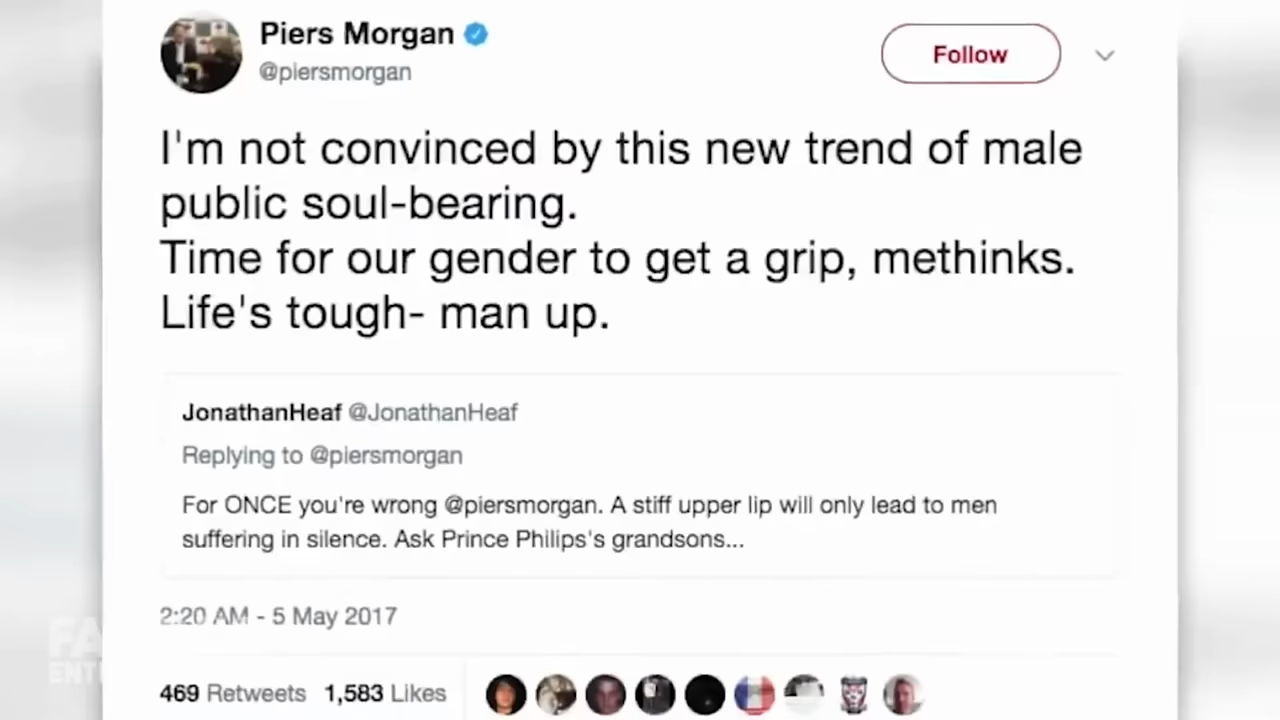 Piers Morgan
@piersmorgan
Follow
I'm not convinced by this new trend of male
public soul-bearing.
Time for our gender to get a grip, methinks.
Life's tough- man up.
JonathanHeaf @JonathanHeaf
Replying to @piersmorgan
For ONCE you're wrong @piersmorgan. A stiff upper lip will only lead to men
suffering in silence. Ask Prince Philips's grandsons...
2:20 AM - 5 May 2017
469 Retweets 1,583 Likes